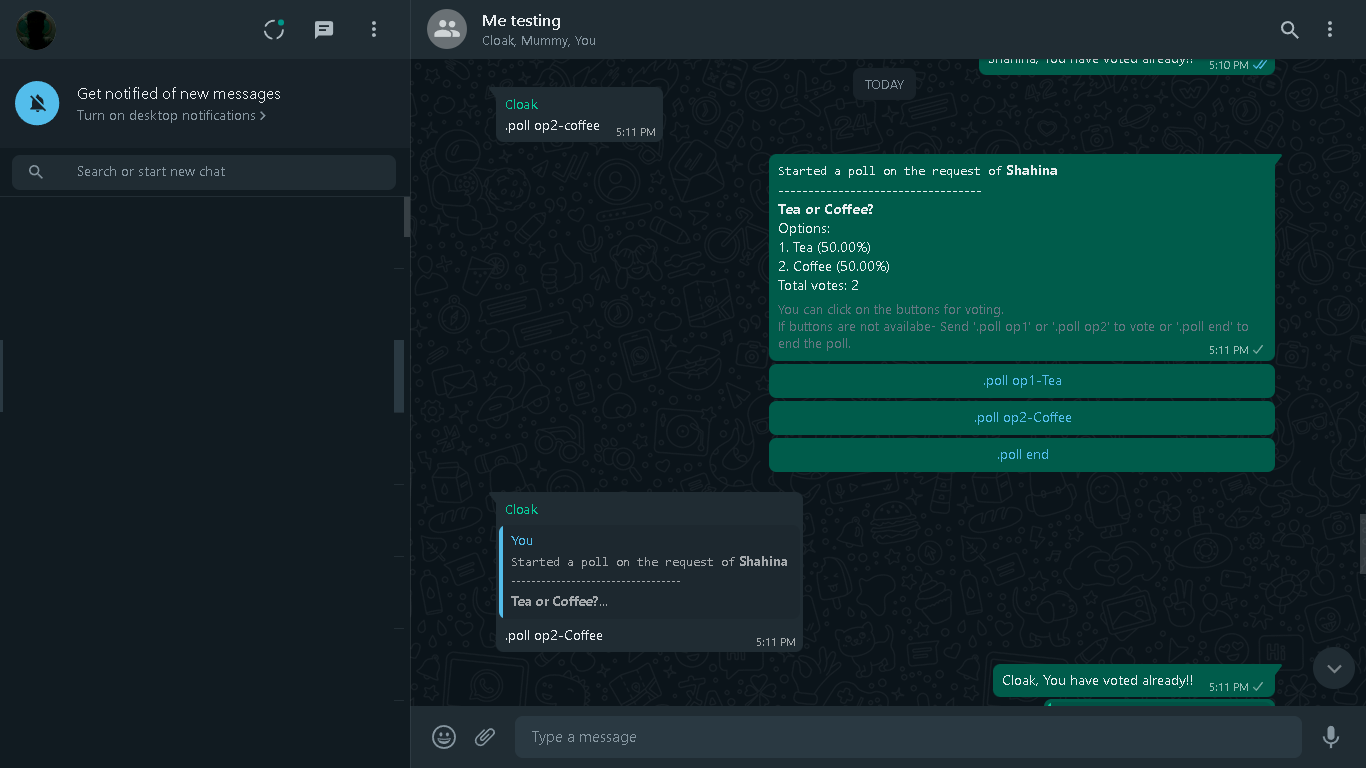 Me testing
Cloak, Mummy, You
Get notified of new messages
Turn on desktop notifications >
Search or start new chat
Shahina, You have voted already!!
5:10 PM
TODAY
Cloak
.poll op2-coffee
5:11 PM
Started a poll on the request of Shahina
----------------------------------
Tea or Coffee?
Options:
1. Tea (50.00%)
2. Coffee (50.00%)
Total votes: 2
You can click on the buttons for voting.
If buttons are not availabe- Send '.poll op1' or '.poll op2' to vote or '.poll end' to
end the poll.
5:11 PM
.poll op1-Tea
.poll op2-Coffee
.poll end
Cloak
You
Started a poll on the request of Shahina
----------------------------------
Tea or Coffee?...
.poll op2-Coffee
5:11 PM
Cloak, You have voted already!!
5:11 PM
Type a message